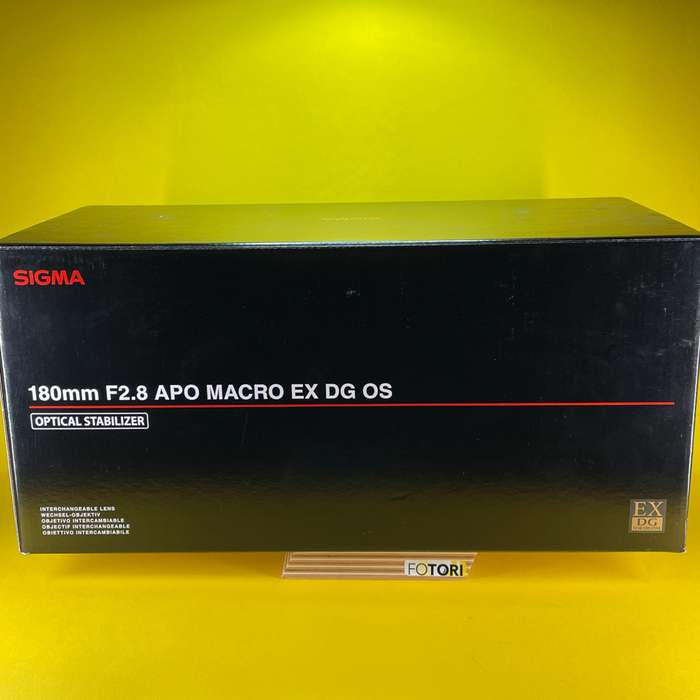 SIGMA
180mm F2.8 APO MACRO EX DG OS
OPTICAL STABILIZER
INTERCHANGEABLE LENS
WECHSEL-OBJEKTIV
OBJETIVO INTERCAMBIABLE
OBJECTIF INTERCHANGEABLE
OBIETTIVO INTERCAMBIABILE
EX
DG
FOTORI